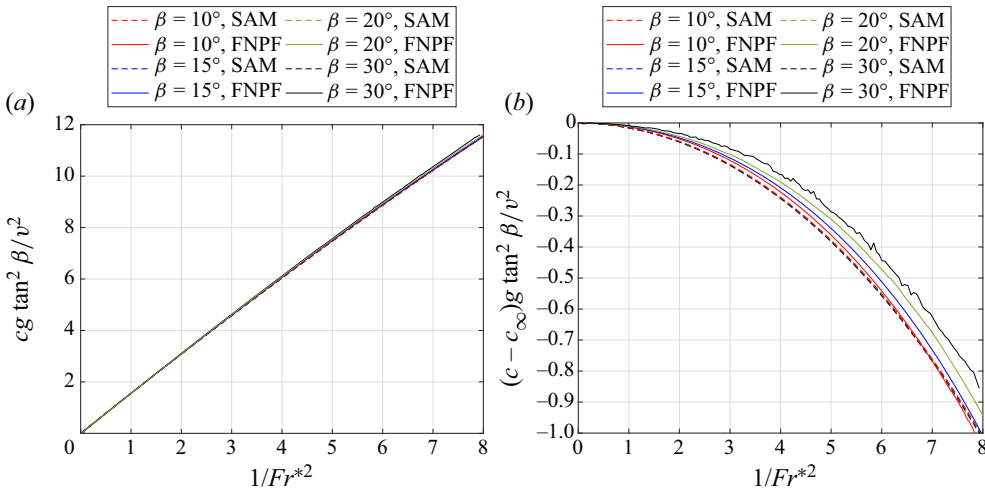 β = 10°, SAM β = 20°, SAM
β = 10°, FNPF β = 20°, FNPF
β = 15°, SAM β = 30°, SAM
β = 15°, FNPF β = 30°, FNPF
(a)
12
10
8
6
4
2
0
0 1 2 3 4 5 6 7 8
cg tan² β/v²
1/Fr*²
β = 10°, SAM β = 20°, SAM
β = 10°, FNPF β = 20°, FNPF
β = 15°, SAM β = 30°, SAM
β = 15°, FNPF β = 30°, FNPF
(b)
0
–0.1
–0.2
–0.3
–0.4
–0.5
–0.6
–0.7
–0.8
–0.9
–1.0
0 1 2 3 4 5 6 7 8
(c – c∞)g tan² β/v²
1/Fr*²